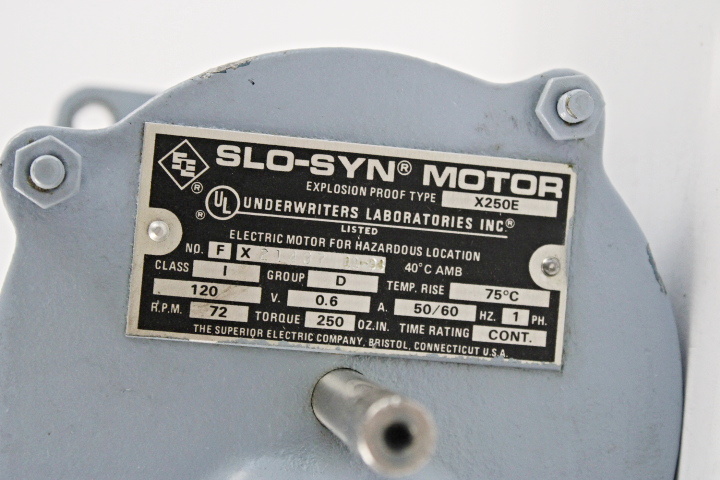 SLO-SYN® MOTOR
EXPLOSION PROOF TYPE X250E
® UL ® UNDERWRITERS LABORATORIES INC®
LISTED
ELECTRIC MOTOR FOR HAZARDOUS LOCATION
NO. F X 40°C AMB
CLASS I GROUP D TEMP. RISE 75°C
120 V. 0.6 A. 50/60 HZ. 1 PH.
R.P.M. 72 TORQUE 250 OZ.IN. TIME RATING CONT.
THE SUPERIOR ELECTRIC COMPANY, BRISTOL, CONNECTICUT U.S.A.